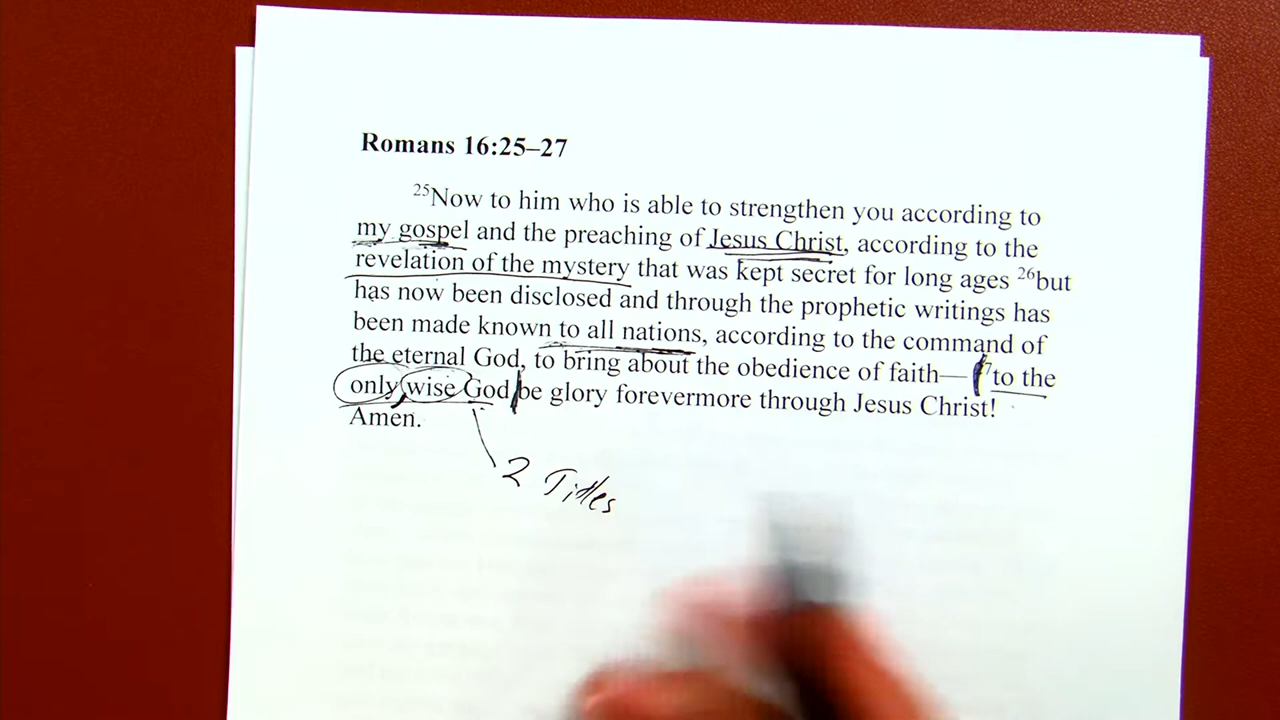 Romans 16:25–27
25Now to him who is able to strengthen you according to
my gospel and the preaching of Jesus Christ, according to the
revelation of the mystery that was kept secret for long ages 26but
has now been disclosed and through the prophetic writings has
been made known to all nations, according to the command of
the eternal God, to bring about the obedience of faith— 7to the
only, wise God be glory forevermore through Jesus Christ!
Amen.
2 Titles